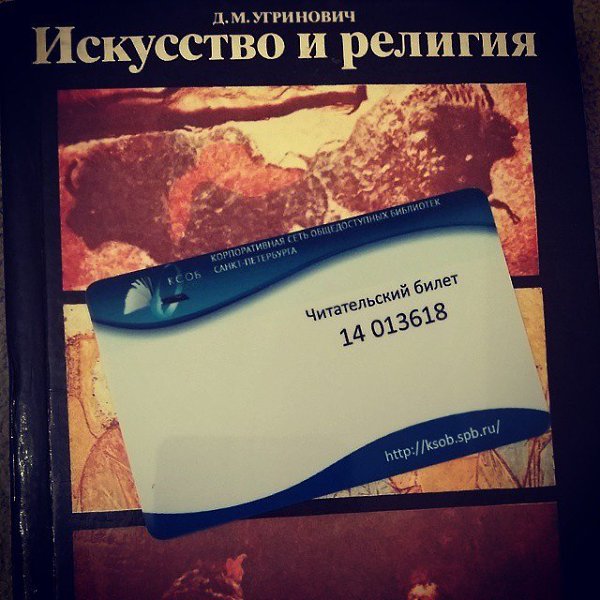 Д. М. УГРИНОВИЧ
Искусство и религия
КСОБ
КОРПОРАТИВНАЯ СЕТЬ ОБЩЕДОСТУПНЫХ БИБЛИОТЕК
САНКТ-ПЕТЕРБУРГА
Читательский билет
14 013618
http://ksob.spb.ru/